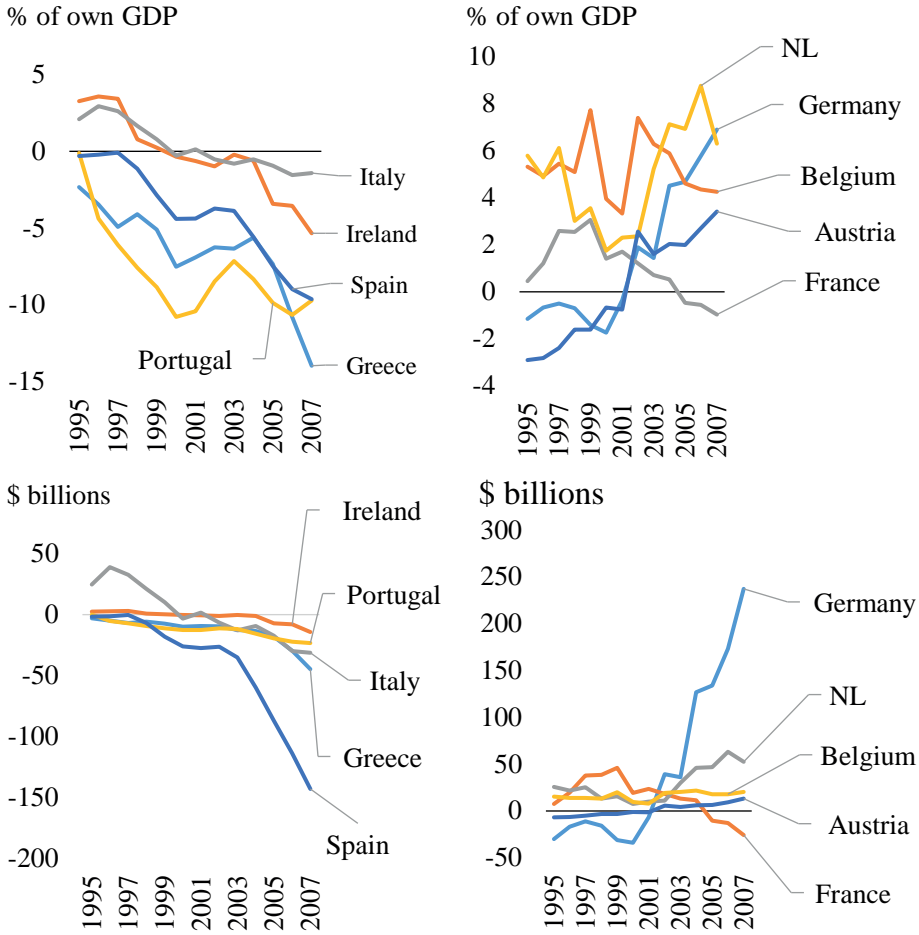 % of own GDP
5
0
-5
-10
-15
Italy
Ireland
Spain
Portugal
Greece
1995
1997
1999
2001
2003
2005
2007
% of own GDP
10
8
6
4
2
0
-2
-4
NL
Germany
Belgium
Austria
France
1995
1997
1999
2001
2003
2005
2007
$ billions
50
0
-50
-100
-150
-200
Ireland
Portugal
Italy
Greece
Spain
1995
1997
1999
2001
2003
2005
2007
$ billions
300
250
200
150
100
50
0
-50
Germany
NL
Belgium
Austria
France
1995
1997
1999
2001
2003
2005
2007